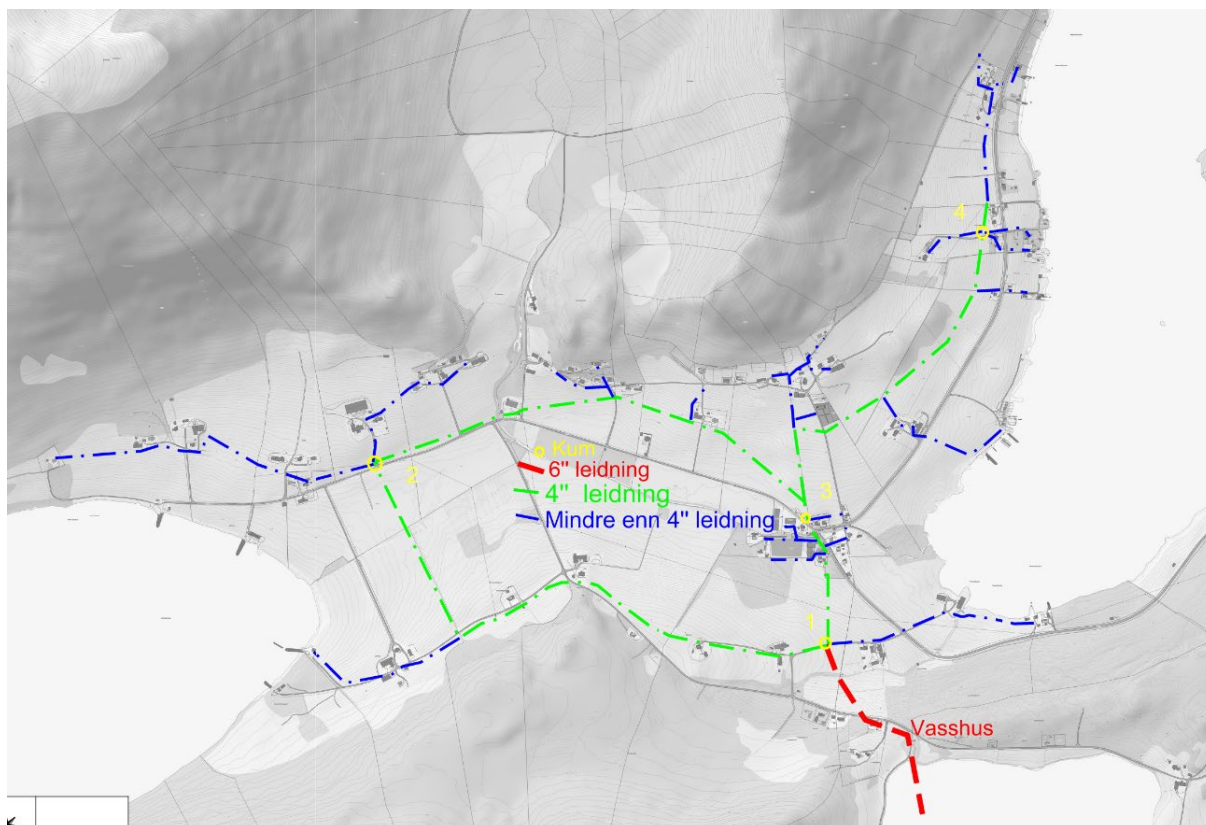 4
2
Kum
6" leidning
4" leidning
Mindre enn 4" leidning
3
1
Vasshus